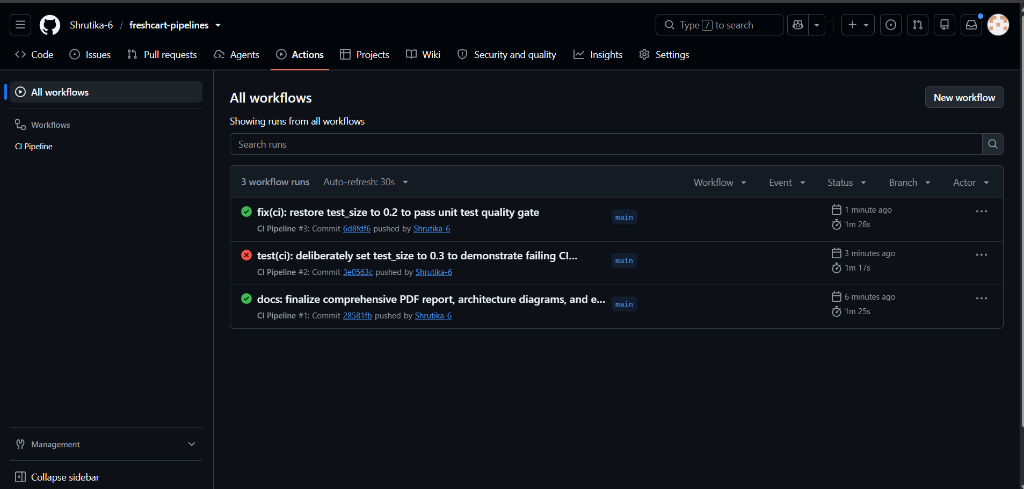 Shrutika-6 / freshcart-pipelines
Type / to search
Code
Issues
Pull requests
Agents
Actions
Projects
Wiki
Security and quality
Insights
Settings
All workflows
Workflows
CI Pipeline
Management
Collapse sidebar
All workflows
New workflow
Showing runs from all workflows
Search runs
3 workflow runs
Auto-refresh: 30s
Workflow
Event
Status
Branch
Actor
fix(ci): restore test_size to 0.2 to pass unit test quality gate
CI Pipeline #3: Commit 6d8fdf6 pushed by Shrutika-6
main
1 minute ago
1m 28s
test(ci): deliberately set test_size to 0.3 to demonstrate failing CI...
CI Pipeline #2: Commit 3e0563c pushed by Shrutika-6
main
3 minutes ago
1m 17s
docs: finalize comprehensive PDF report, architecture diagrams, and e...
CI Pipeline #1: Commit 28581fb pushed by Shrutika-6
main
6 minutes ago
1m 25s